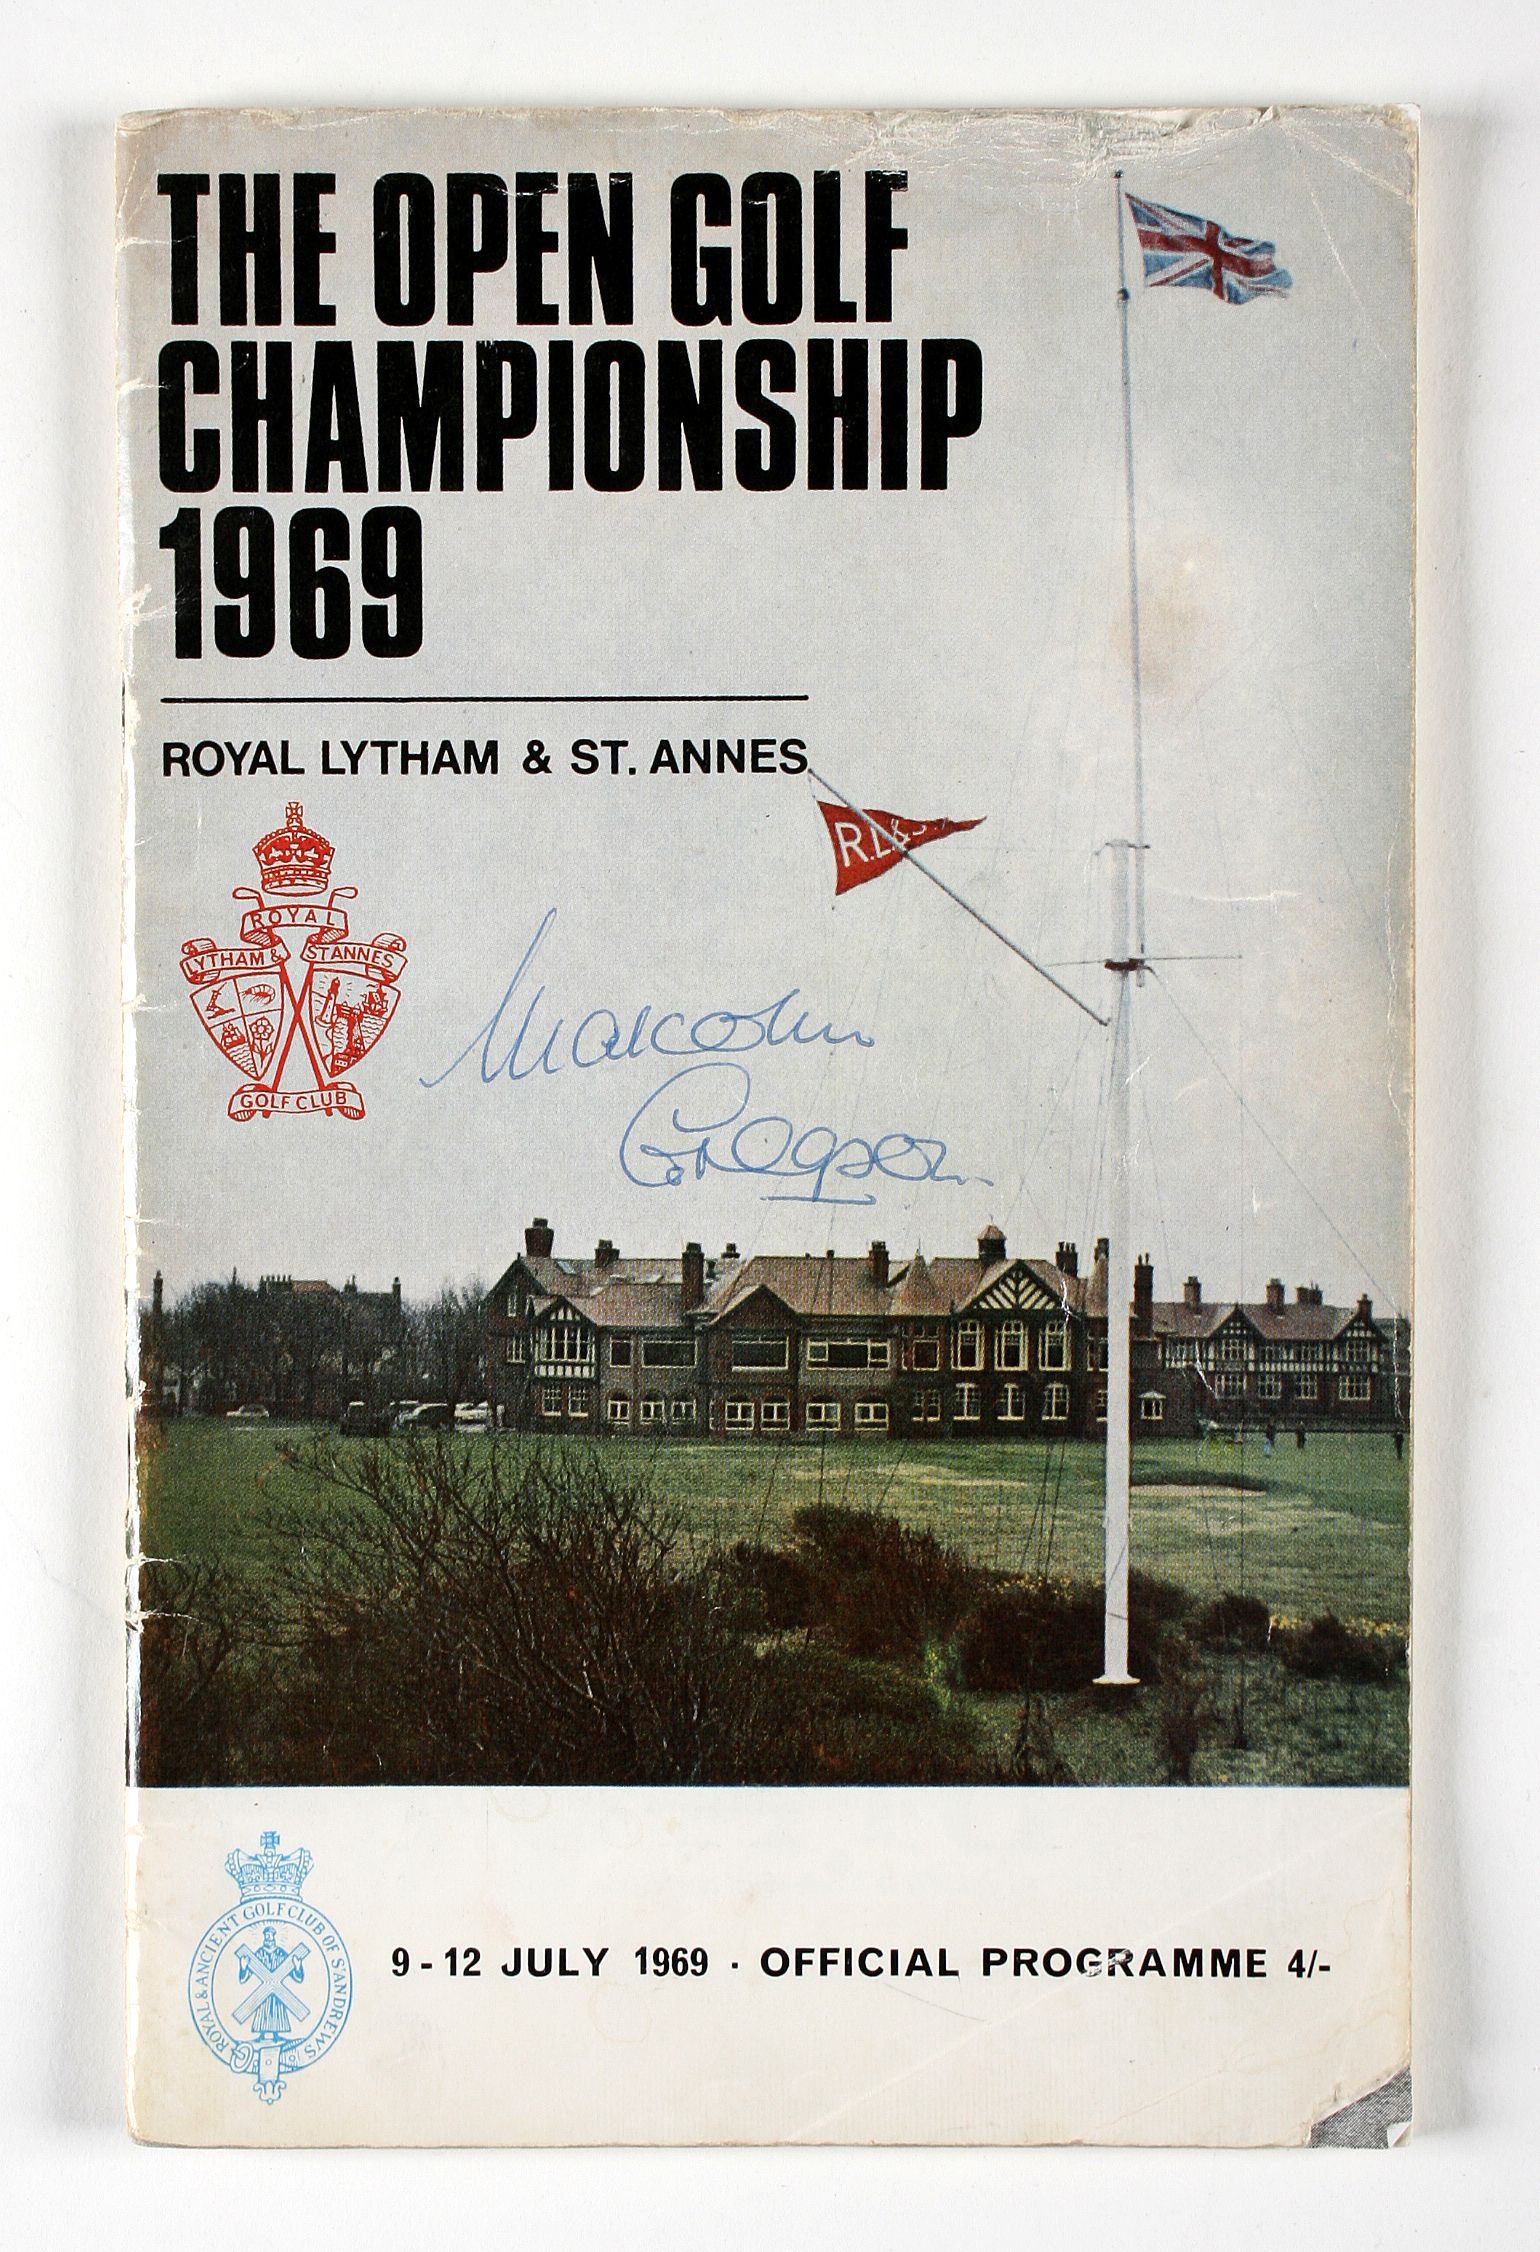 THE OPEN GOLF
CHAMPIONSHIP
1969
ROYAL LYTHAM & ST. ANNES
R.L.&S.
ROYAL
LYTHAM & ST ANNES
GOLF CLUB
Malcolm
Gregson
ROYAL & ANCIENT GOLF CLUB OF ST ANDREWS
9 - 12 JULY 1969 · OFFICIAL PROGRAMME 4/-